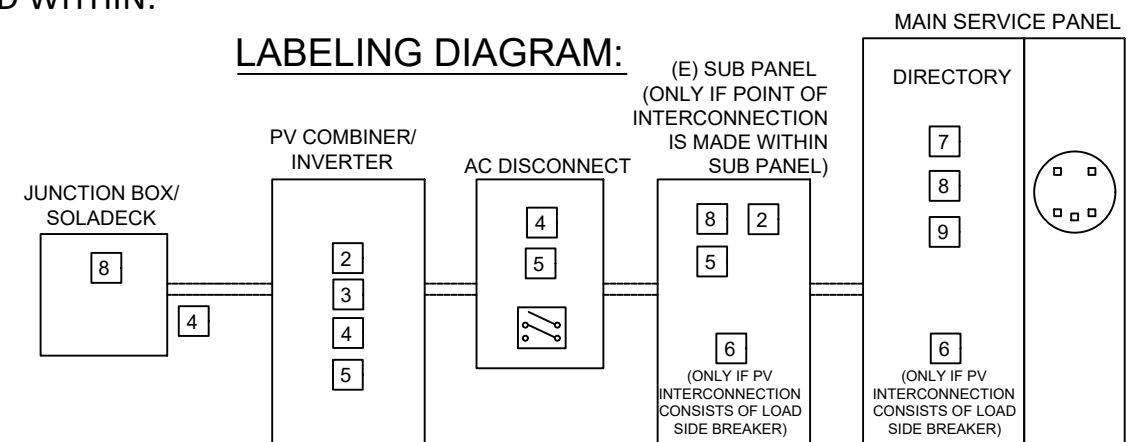 D WITHIN:
LABELING DIAGRAM:
JUNCTION BOX/
SOLADECK
8
4
PV COMBINER/
INVERTER
2
3
4
5
AC DISCONNECT
4
5
(E) SUB PANEL
(ONLY IF POINT OF
INTERCONNECTION
IS MADE WITHIN
SUB PANEL)
8 2
5
6
(ONLY IF PV
INTERCONNECTION
CONSISTS OF LOAD
SIDE BREAKER)
MAIN SERVICE PANEL
DIRECTORY
7
8
9
6
(ONLY IF PV
INTERCONNECTION
CONSISTS OF LOAD
SIDE BREAKER)